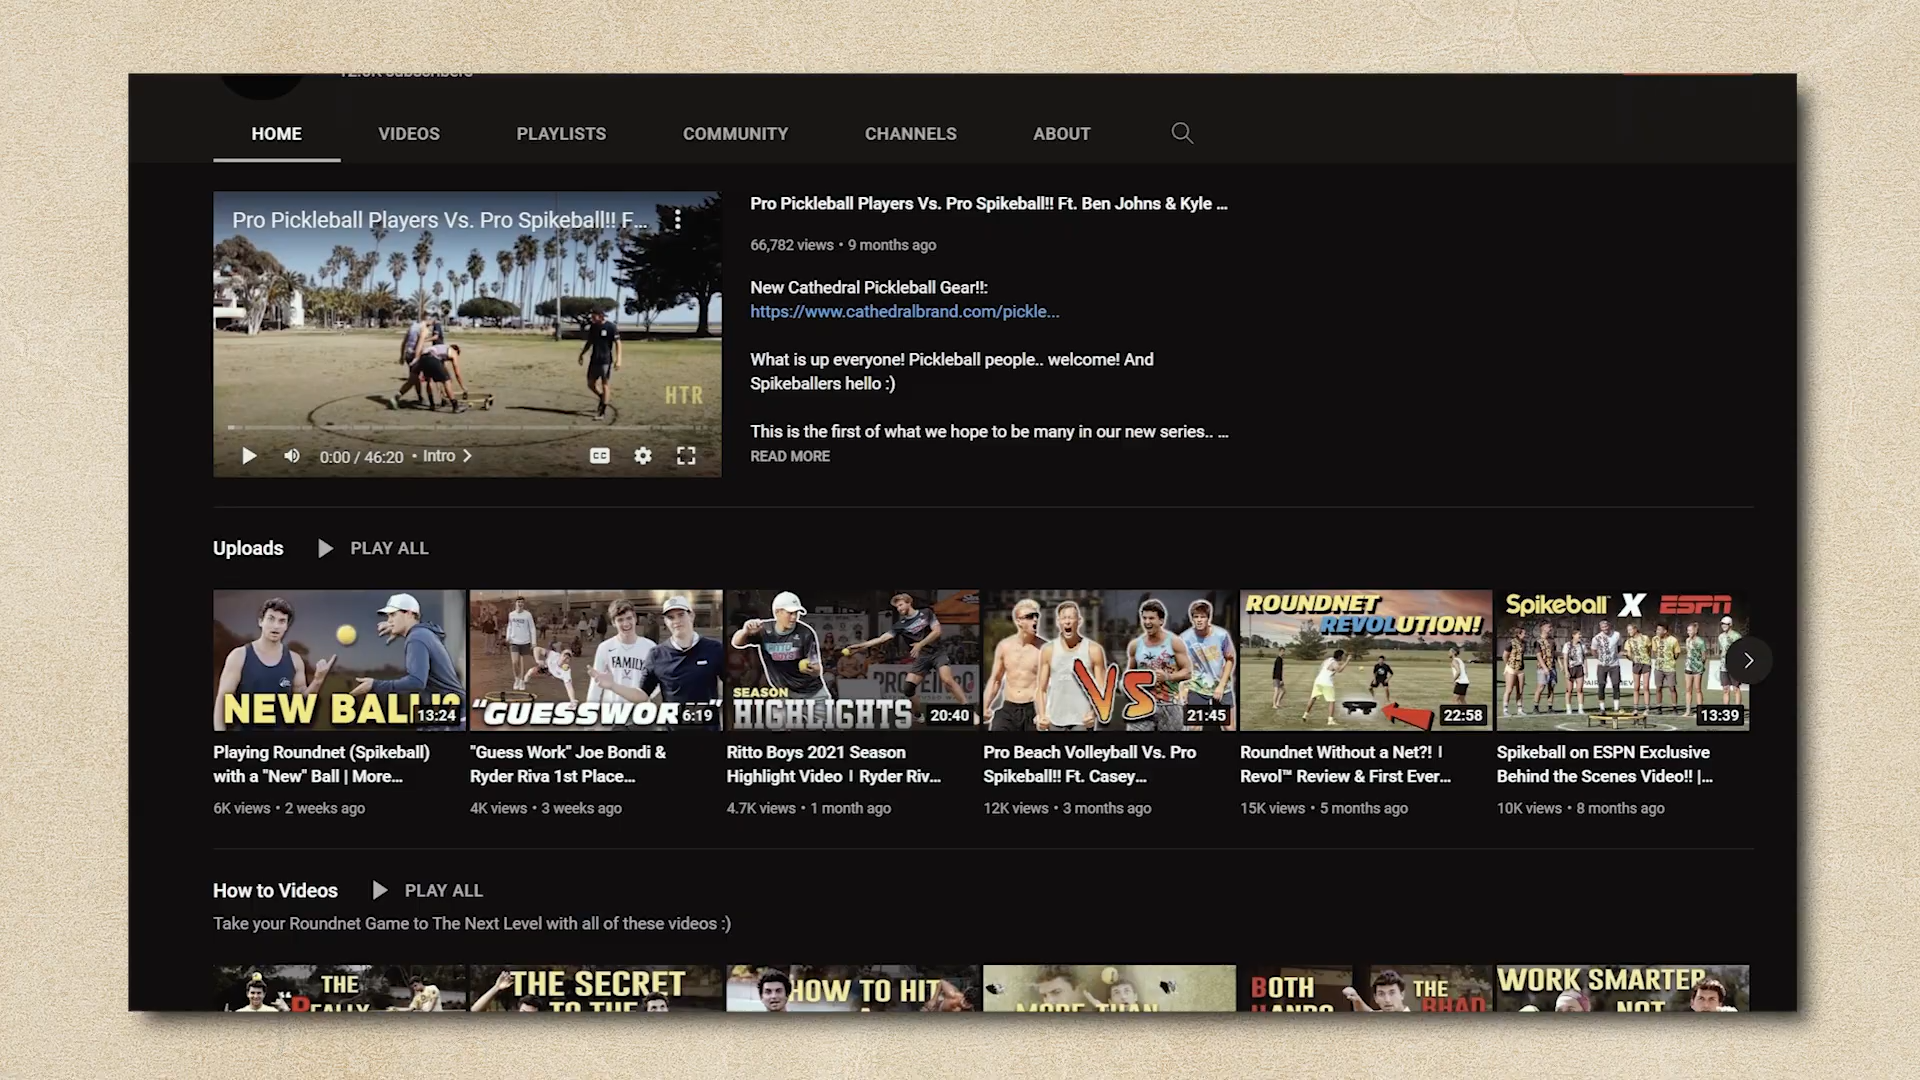 HOME VIDEOS PLAYLISTS COMMUNITY CHANNELS ABOUT
Pro Pickleball Players Vs. Pro Spikeball!! F...
HTR
0:00 / 46:20 • Intro
CC
Pro Pickleball Players Vs. Pro Spikeball!! Ft. Ben Johns & Kyle ...
66,782 views • 9 months ago
New Cathedral Pickleball Gear!!:
https://www.cathedralbrand.com/pickle...
What is up everyone! Pickleball people.. welcome! And
Spikeballers hello :)
This is the first of what we hope to be many in our new series.. ...
READ MORE
Uploads PLAY ALL
NEW BALL
13:24
Playing Roundnet (Spikeball)
with a "New" Ball | More...
6K views • 2 weeks ago
FAMILY
"GUESSWOR
6:19
"Guess Work" Joe Bondi &
Ryder Riva 1st Place...
4K views • 3 weeks ago
SEASON
HIGHLIGHTS
20:40
Ritto Boys 2021 Season
Highlight Video | Ryder Riv...
4.7K views • 1 month ago
VS
21:45
Pro Beach Volleyball Vs. Pro
Spikeball!! Ft. Casey...
12K views • 3 months ago
ROUNDNET
REVOLUTION!
22:58
Roundnet Without a Net?! |
Revol™ Review & First Ever...
15K views • 5 months ago
Spikeball X ESPN
13:39
Spikeball on ESPN Exclusive
Behind the Scenes Video!! |...
10K views • 8 months ago
How to Videos PLAY ALL
Take your Roundnet Game to The Next Level with all of these videos :)
THE
THE SECRET
TO THE
HOW TO HIT
MORE THAN
BOTH
HANDS
THE
WORK SMARTER
NOT